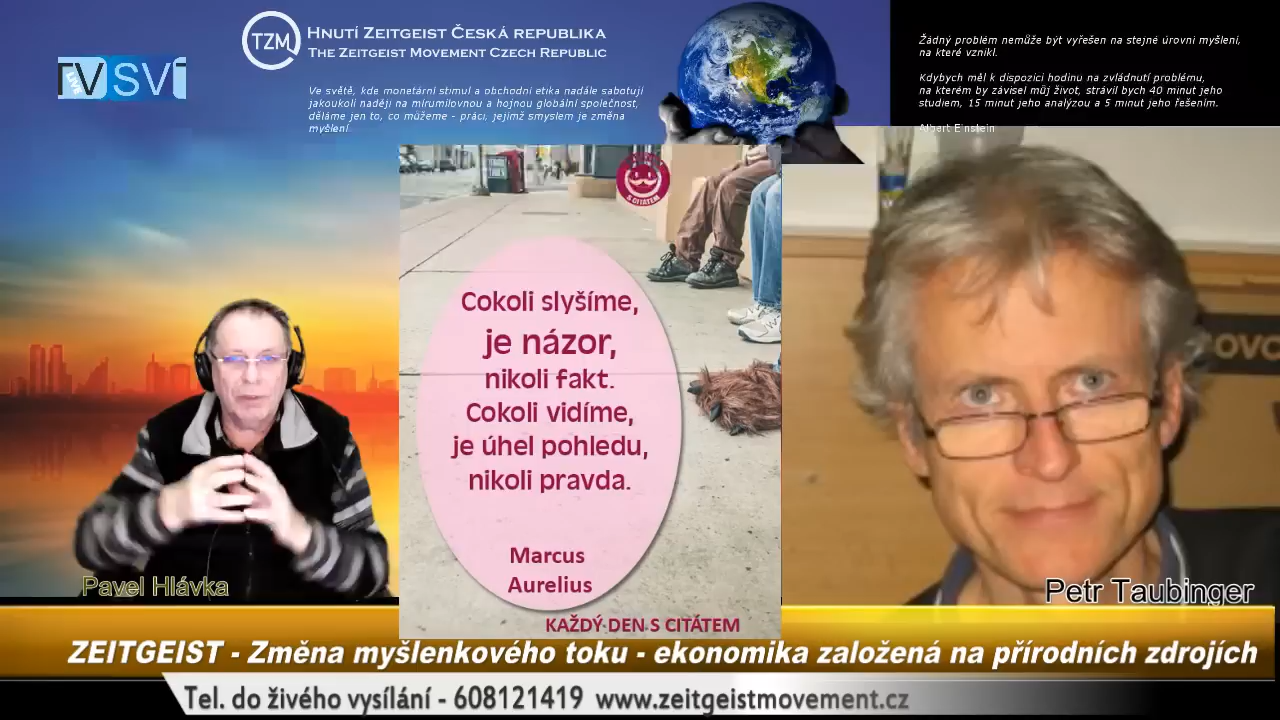 TZM
HNUTÍ ZEITGEIST ČESKÁ REPUBLIKA
THE ZEITGEIST MOVEMENT CZECH REPUBLIC
TVSVÍ
LIVE
Ve světě, kde monetární stimul a obchodní etika nadále sabotují
jakoukoli naději na mírumilovnou a hojnou globální společnost,
děláme jen to, co můžeme - práci, jejímž smyslem je změna
myšlení
Žádný problém nemůže být vyřešen na stejné úrovni myšlení,
na které vznikl.
Kdybych měl k dispozici hodinu na zvládnutí problému,
na kterém by závisel můj život, strávil bych 40 minut jeho
studiem, 15 minut jeho analýzou a 5 minut jeho řešením.
Albert Einstein
S CITÁTEM
Cokoli slyšíme,
je názor,
nikoli fakt.
Cokoli vidíme,
je úhel pohledu,
nikoli pravda.
Marcus
Aurelius
KAŽDÝ DEN S CITÁTEM
Pavel Hlávka
Petr Taubinger
ZEITGEIST - Změna myšlenkového toku - ekonomika založená na přírodních zdrojích
Tel. do živého vysílání - 608121419 www.zeitgeistmovement.cz